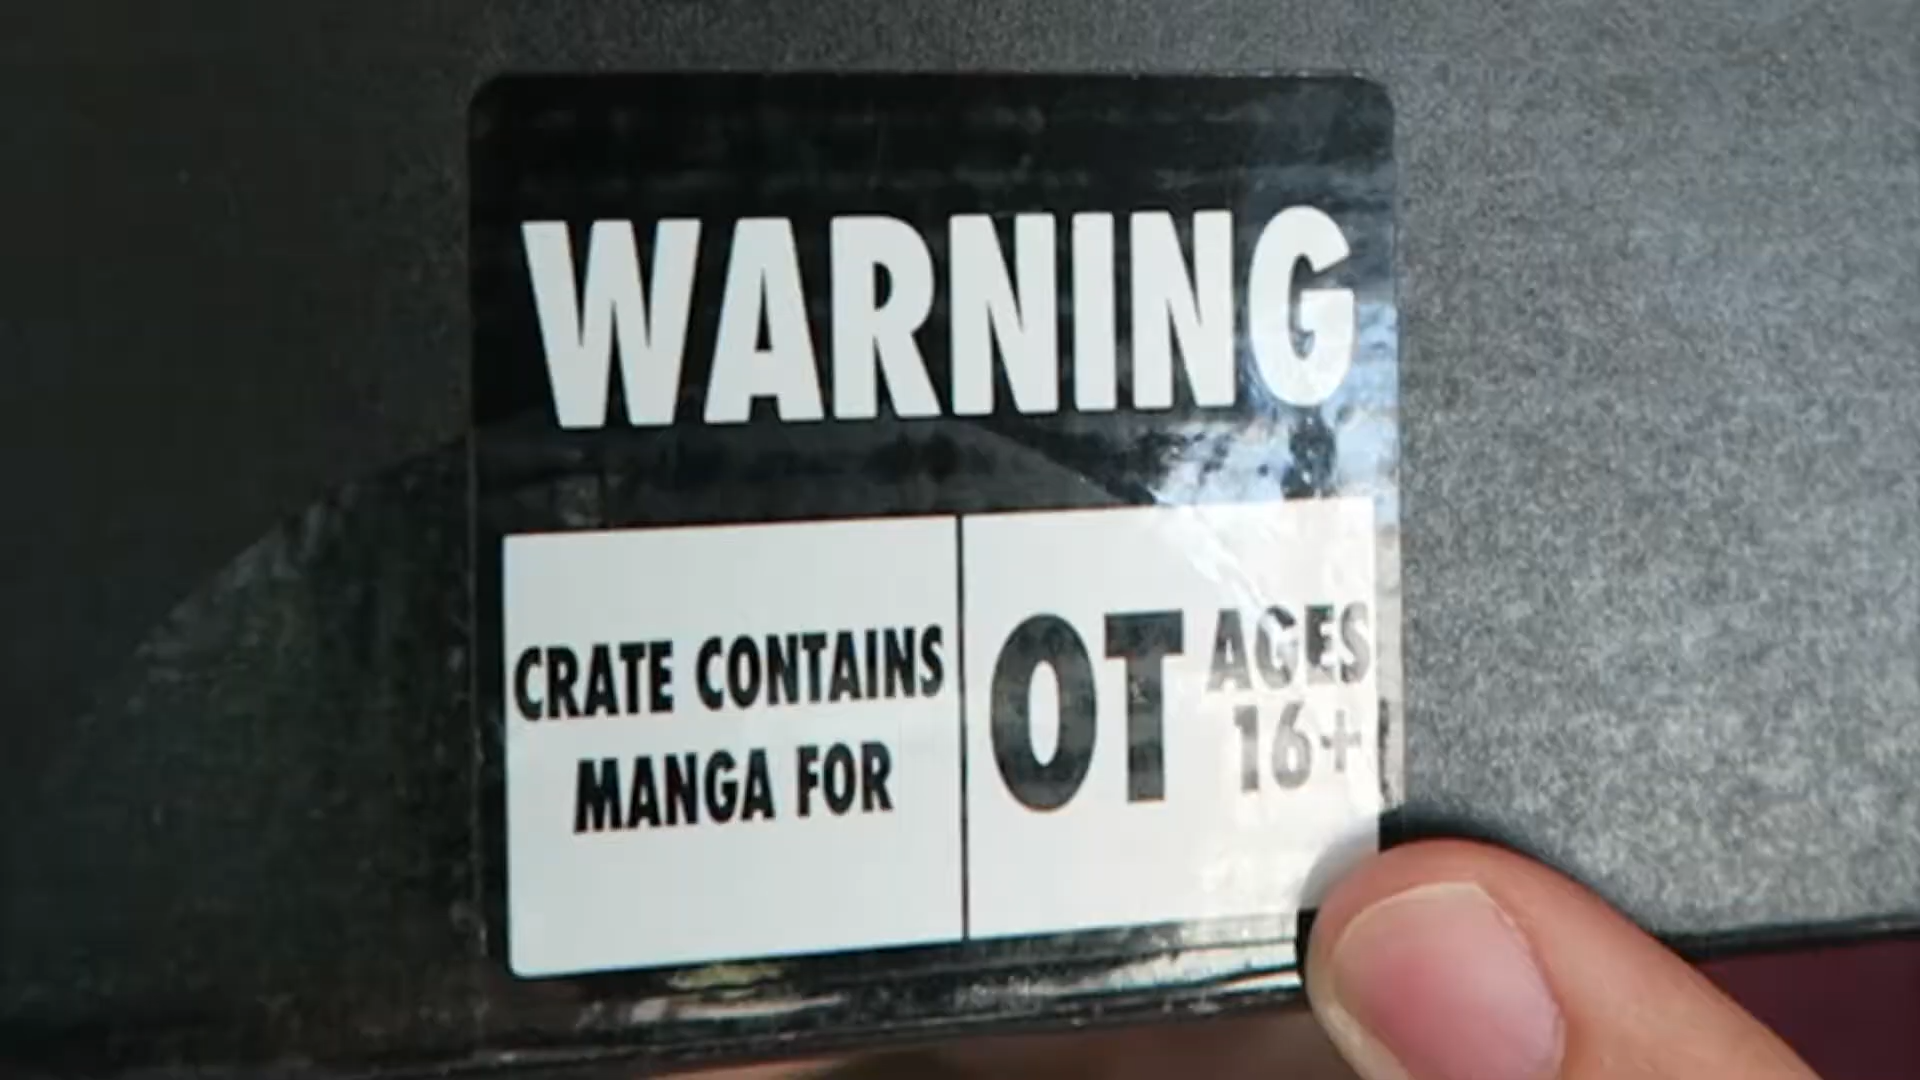 WARNING
CRATE CONTAINS
MANGA FOR
OT
AGES
16+